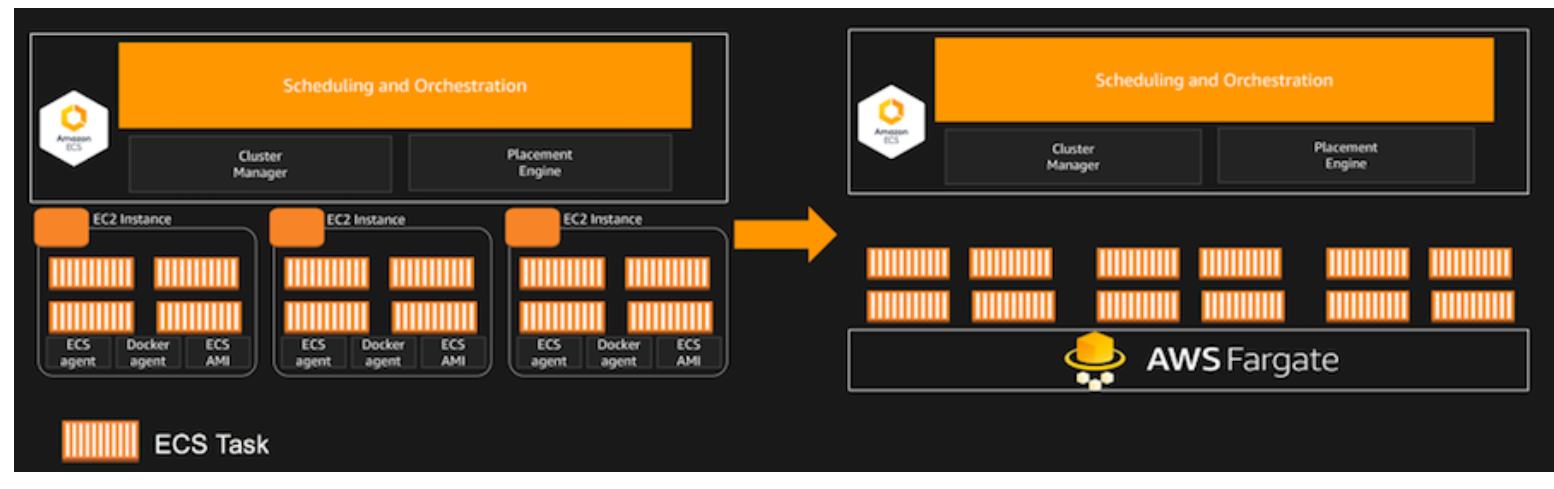 Scheduling and Orchestration
Amazon
ECS
Cluster
Manager
Placement
Engine
EC2 Instance
EC2 Instance
EC2 Instance
ECS
agent
Docker
agent
ECS
AMI
ECS
agent
Docker
agent
ECS
AMI
ECS
agent
Docker
agent
ECS
AMI
ECS Task
Scheduling and Orchestration
Amazon
ECS
Cluster
Manager
Placement
Engine
AWS Fargate